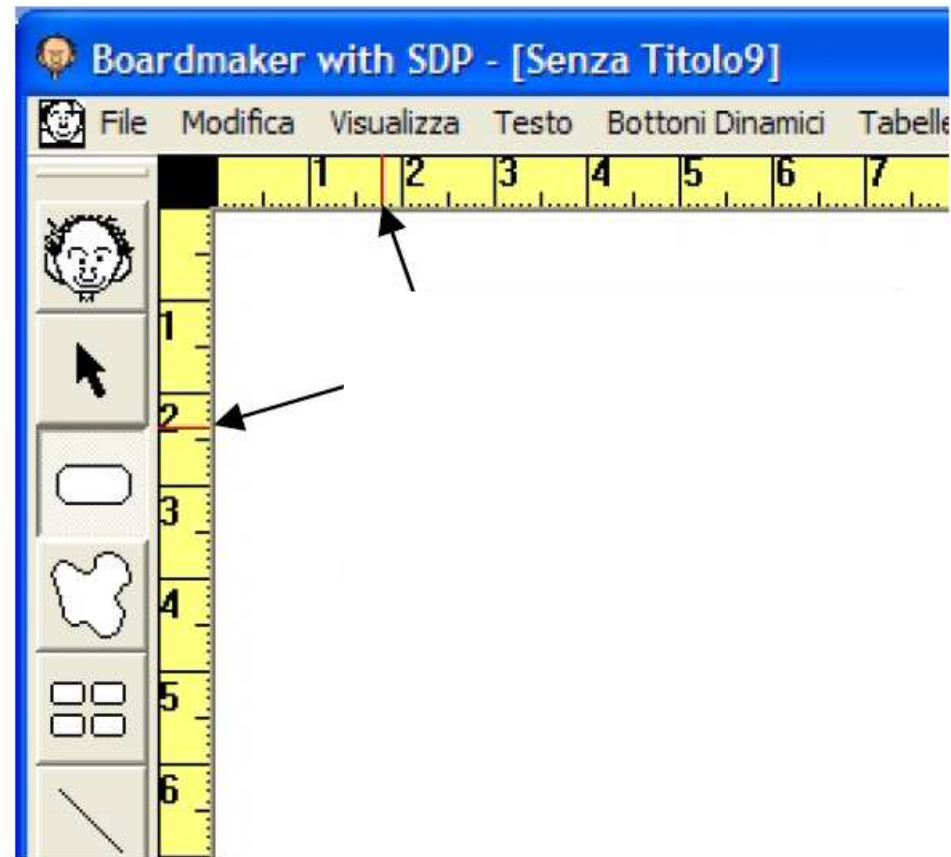 Boardmaker with SDP - [Senza Titolo9]
File Modifica Visualizza Testo Bottoni Dinamici Tabelle
1 2 3 4 5 6 7
1
2
3
4
5
6